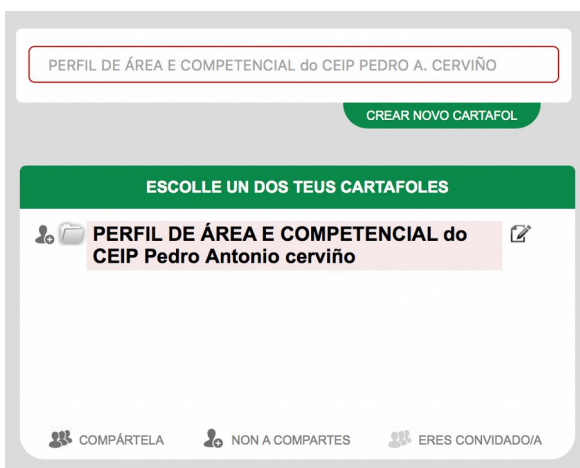 PERFIL DE ÁREA E COMPETENCIAL do CEIP PEDRO A. CERVIÑO
CREAR NOVO CARTAFOL
ESCOLLE UN DOS TEUS CARTAFOLES
PERFIL DE ÁREA E COMPETENCIAL do
CEIP Pedro Antonio cerviño
COMPÁRTELA NON A COMPARTES ERES CONVIDADO/A